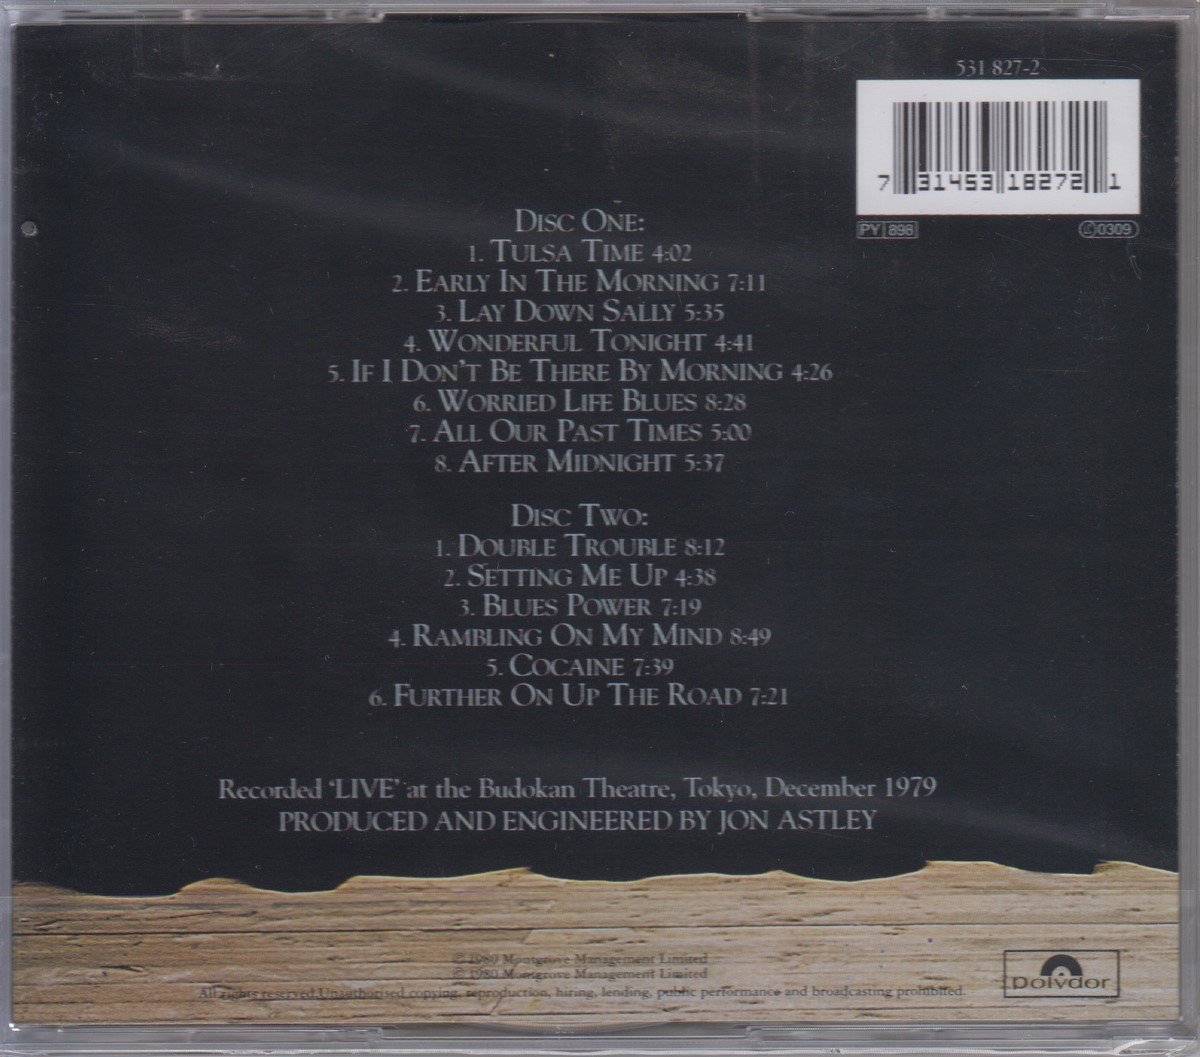 531 827-2
7 31453 18272 1
PY 898
LC 0309
DISC ONE:
1. TULSA TIME 4:02
2. EARLY IN THE MORNING 7:11
3. LAY DOWN SALLY 5:35
4. WONDERFUL TONIGHT 4:41
5. IF I DON'T BE THERE BY MORNING 4:26
6. WORRIED LIFE BLUES 8:28
7. ALL OUR PAST TIMES 5:00
8. AFTER MIDNIGHT 5:37
DISC TWO:
1. DOUBLE TROUBLE 8:12
2. SETTING ME UP 4:38
3. BLUES POWER 7:19
4. RAMBLING ON MY MIND 8:49
5. COCAINE 7:39
6. FURTHER ON UP THE ROAD 7:21
Recorded 'LIVE' at the Budokan Theatre, Tokyo, December 1979
PRODUCED AND ENGINEERED BY JON ASTLEY
℗ 1980 Montgrove Management Limited
© 1980 Montgrove Management Limited
All rights reserved.Unauthorised copying, reproduction, hiring, lending, public performance and broadcasting prohibited.
polydor